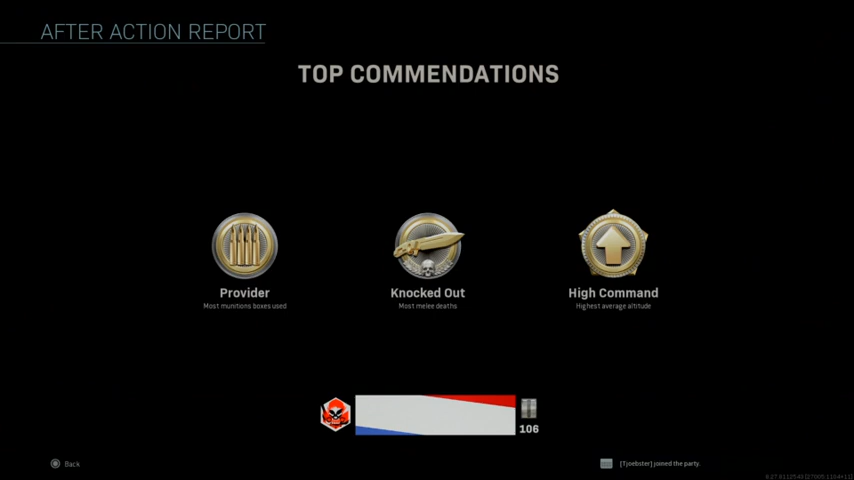 AFTER ACTION REPORT
TOP COMMENDATIONS
Provider
Most munitions boxes used
Knocked Out
Most melee deaths
High Command
Highest average altitude
106
Back
[Tjoebster] joined the party.